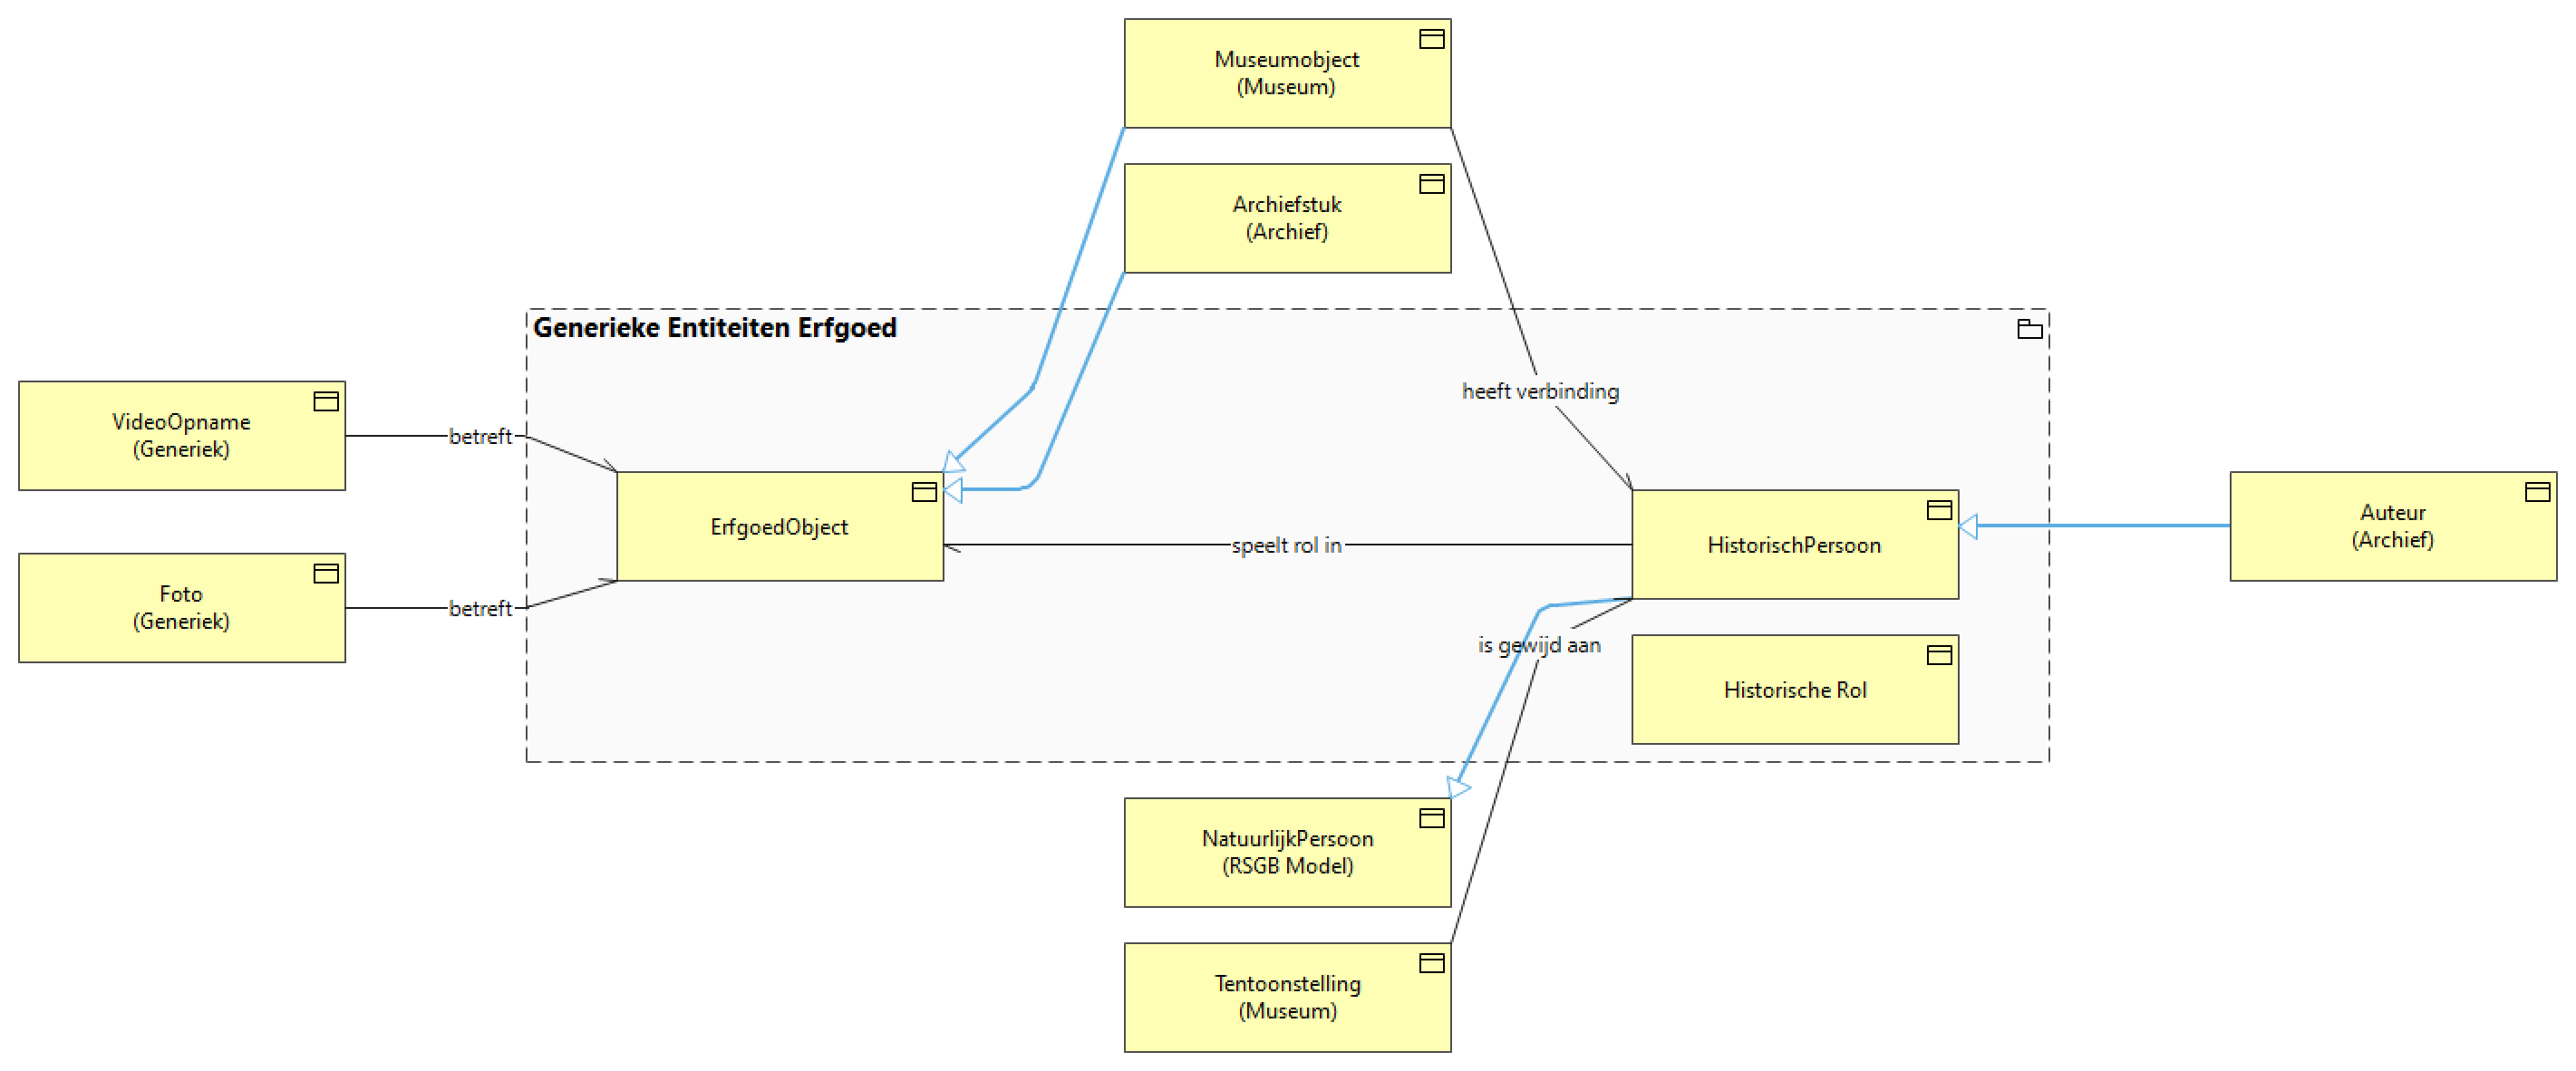 Museumobject
(Museum)
Archiefstuk
(Archief)
Generieke Entiteiten Erfgoed
heeft verbinding
VideoOpname
(Generiek)
betreft
ErfgoedObject
speelt rol in
HistorischPersoon
Auteur
(Archief)
Foto
(Generiek)
betreft
is gewijd aan
Historische Rol
NatuurlijkPersoon
(RSGB Model)
Tentoonstelling
(Museum)